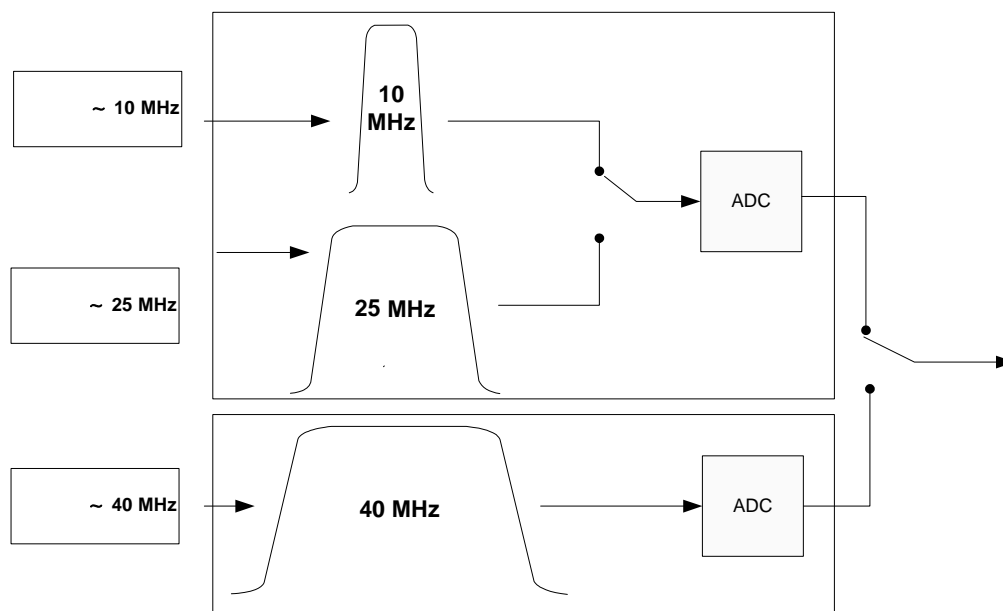 ~ 10 MHz
10
MHz
ADC
~ 25 MHz
25 MHz
~ 40 MHz
40 MHz
ADC